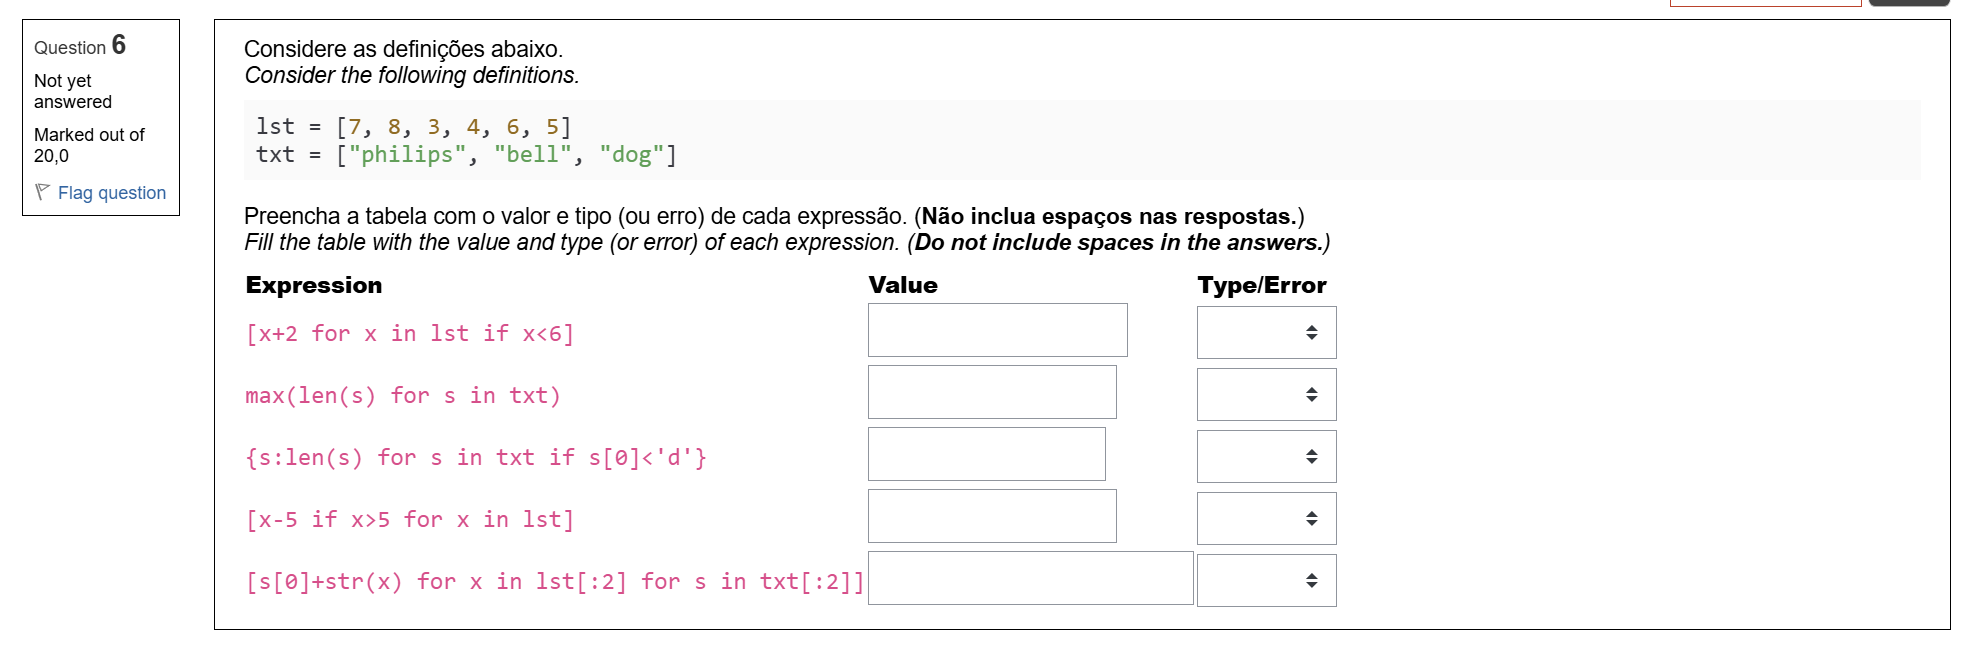 Question 6
Not yet
answered
Marked out of
20,0
Flag question
Considere as definições abaixo.
Consider the following definitions.
lst = [7, 8, 3, 4, 6, 5]
txt = ["philips", "bell", "dog"]
Preencha a tabela com o valor e tipo (ou erro) de cada expressão. (Não inclua espaços nas respostas.)
Fill the table with the value and type (or error) of each expression. (Do not include spaces in the answers.)
Expression Value Type/Error
[x+2 for x in lst if x<6]
max(len(s) for s in txt)
{s:len(s) for s in txt if s[0]<'d'}
[x-5 if x>5 for x in lst]
[s[0]+str(x) for x in lst[:2] for s in txt[:2]]